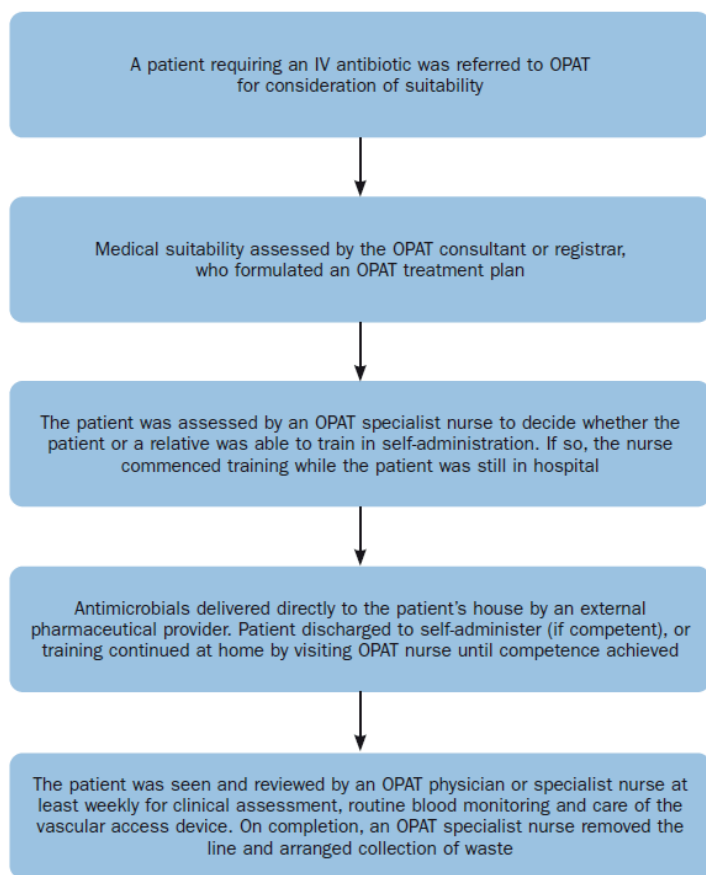 A patient requiring an IV antibiotic was referred to OPAT
for consideration of suitability
Medical suitability assessed by the OPAT consultant or registrar,
who formulated an OPAT treatment plan
The patient was assessed by an OPAT specialist nurse to decide whether the
patient or a relative was able to train in self-administration. If so, the nurse
commenced training while the patient was still in hospital
Antimicrobials delivered directly to the patient’s house by an external
pharmaceutical provider. Patient discharged to self-administer (if competent), or
training continued at home by visiting OPAT nurse until competence achieved
The patient was seen and reviewed by an OPAT physician or specialist nurse at
least weekly for clinical assessment, routine blood monitoring and care of the
vascular access device. On completion, an OPAT specialist nurse removed the
line and arranged collection of waste